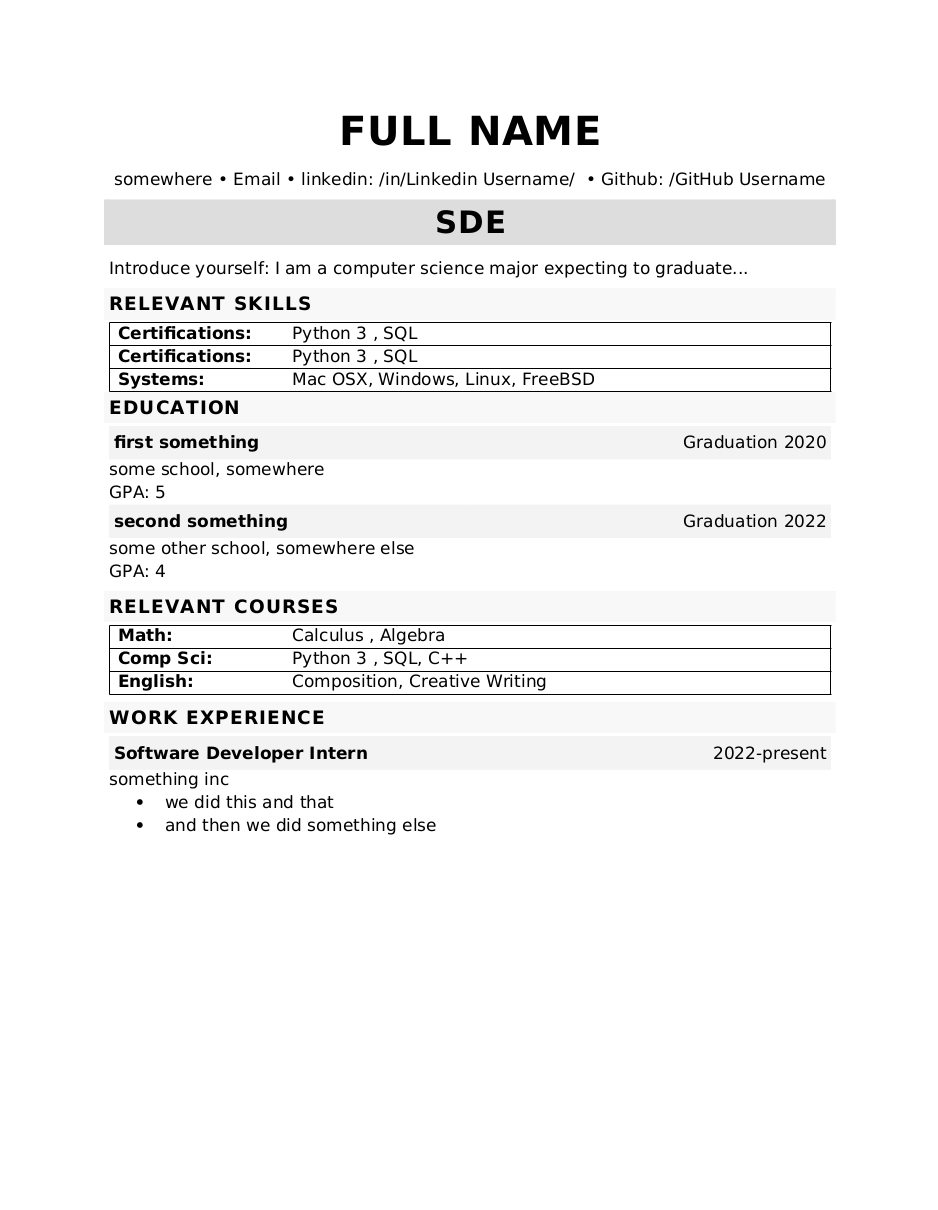 FULL NAME
somewhere • Email • linkedin: /in/Linkedin Username/  • Github: /GitHub Username
SDE
Introduce yourself: I am a computer science major expecting to graduate...
RELEVANT SKILLS
Certifications: Python 3 , SQL
Certifications: Python 3 , SQL
Systems: Mac OSX, Windows, Linux, FreeBSD
EDUCATION
first something Graduation 2020
some school, somewhere
GPA: 5
second something Graduation 2022
some other school, somewhere else
GPA: 4
RELEVANT COURSES
Math: Calculus , Algebra
Comp Sci: Python 3 , SQL, C++
English: Composition, Creative Writing
WORK EXPERIENCE
Software Developer Intern 2022-present
something inc
• we did this and that
• and then we did something else